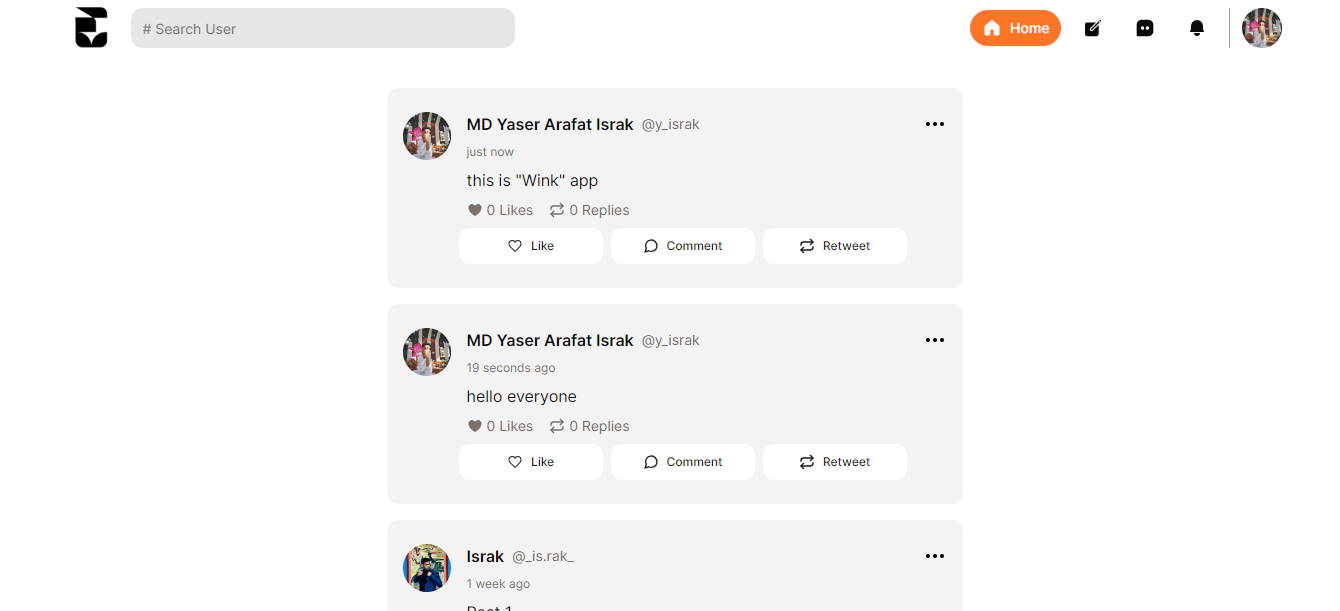 # Search User
Home
MD Yaser Arafat Israk @y_israk
just now
this is "Wink" app
0 Likes 0 Replies
Like Comment Retweet
MD Yaser Arafat Israk @y_israk
19 seconds ago
hello everyone
0 Likes 0 Replies
Like Comment Retweet
Israk @_is.rak_
1 week ago
Post 1